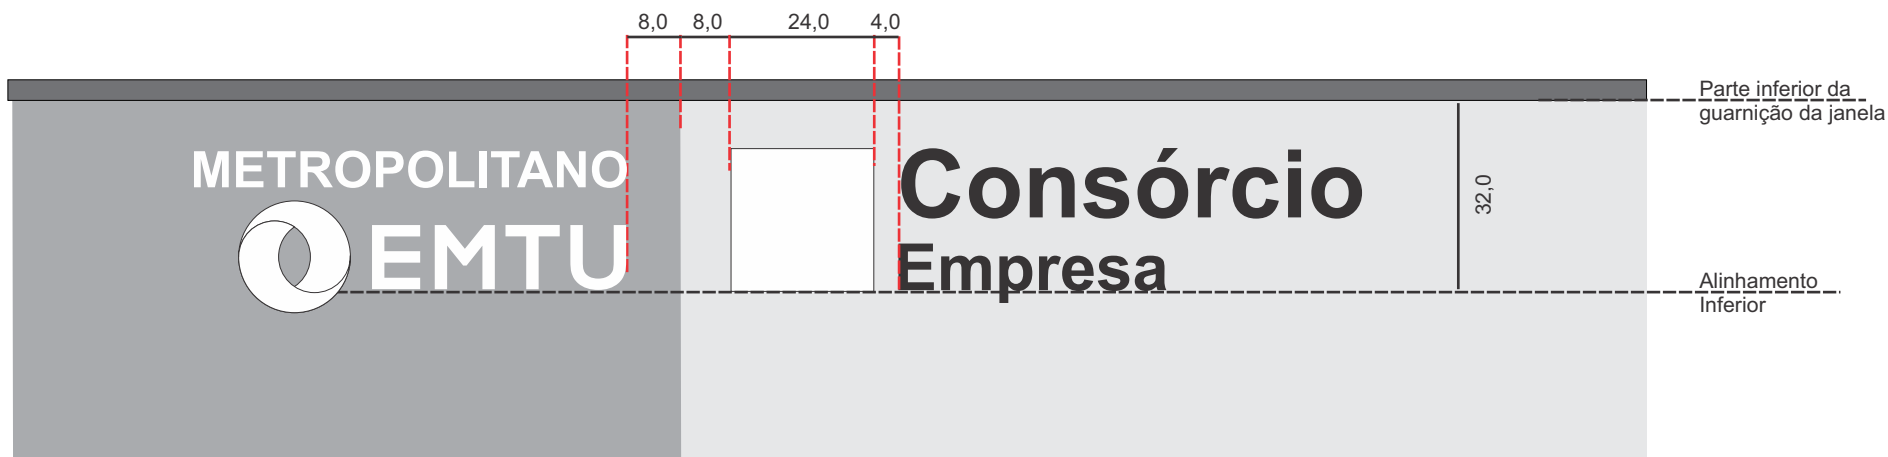 8,0 8,0 24,0 4,0
Parte inferior da
guarnição da janela
METROPOLITANO
EMTU
Consórcio
Empresa
32,0
Alinhamento
Inferior